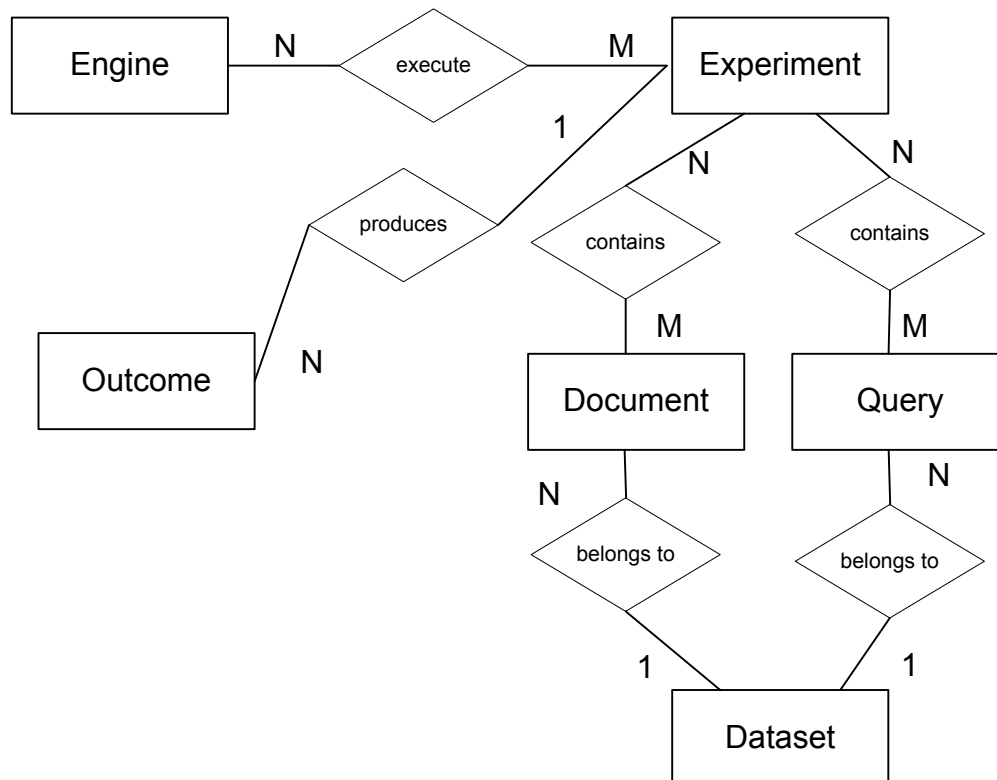 Engine
N
execute
M
Experiment
1
N
N
produces
contains
contains
N
M
M
Outcome
Document
Query
N
N
belongs to
belongs to
1
1
Dataset